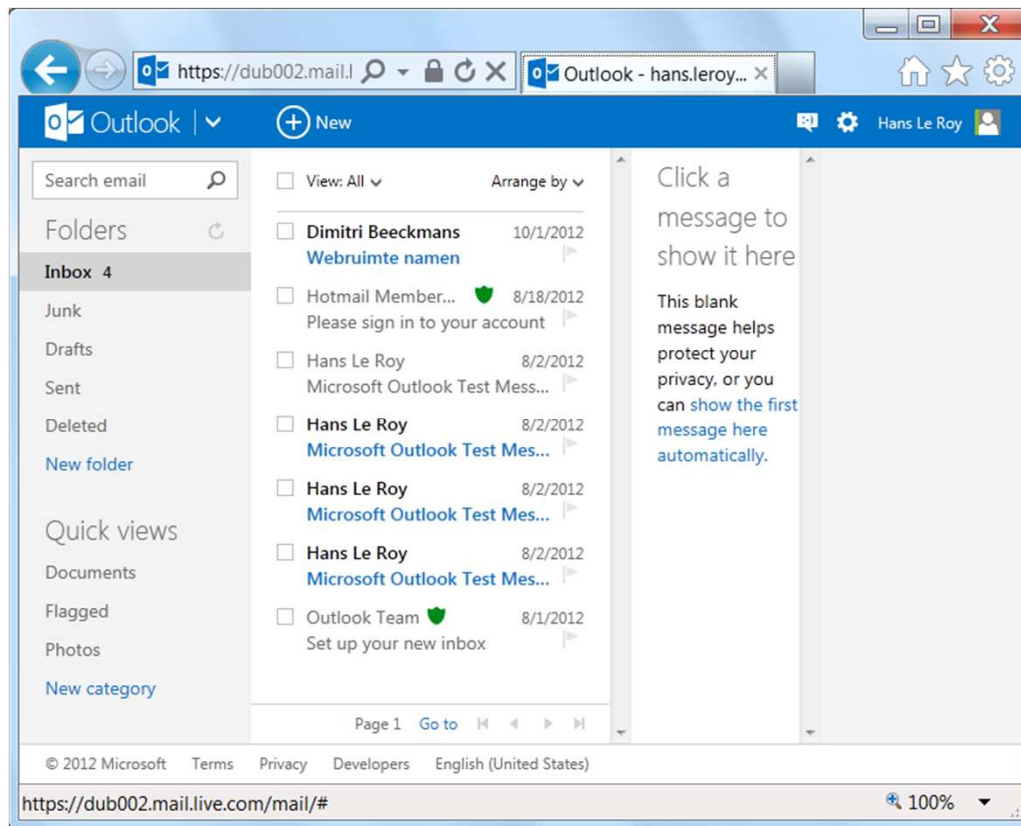 https://dub002.mail.l
Outlook - hans.leroy...
Outlook
New
Hans Le Roy
Search email
Folders
Inbox 4
Junk
Drafts
Sent
Deleted
New folder
Quick views
Documents
Flagged
Photos
New category
View: All Arrange by
Dimitri Beeckmans 10/1/2012
Webruimte namen
Hotmail Member... 8/18/2012
Please sign in to your account
Hans Le Roy 8/2/2012
Microsoft Outlook Test Mess...
Hans Le Roy 8/2/2012
Microsoft Outlook Test Mes...
Hans Le Roy 8/2/2012
Microsoft Outlook Test Mes...
Hans Le Roy 8/2/2012
Microsoft Outlook Test Mes...
Outlook Team 8/1/2012
Set up your new inbox
Page 1 Go to
Click a
message to
show it here
This blank
message helps
protect your
privacy, or you
can show the first
message here
automatically.
© 2012 Microsoft Terms Privacy Developers English (United States)
https://dub002.mail.live.com/mail/# 100%